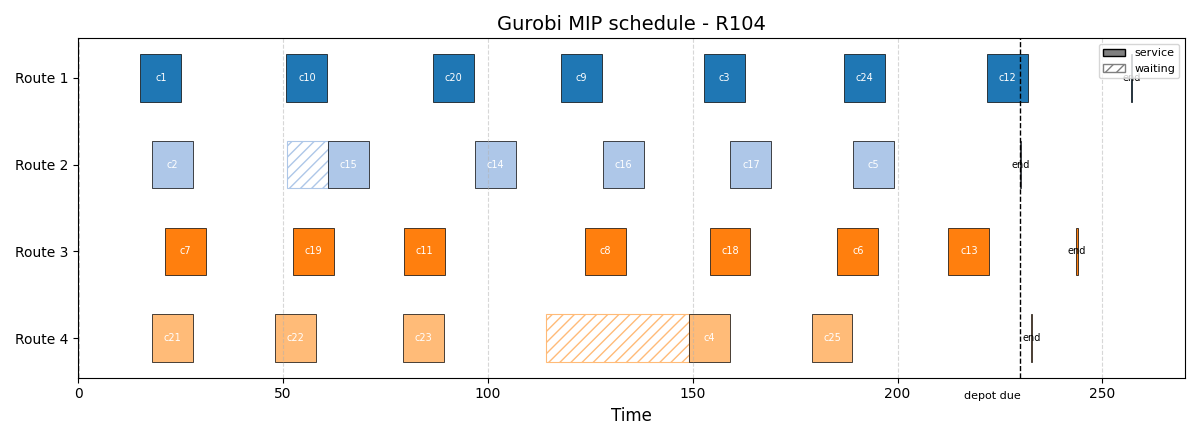 Gurobi MIP schedule - R104
Route 1
c1
c10
c20
c9
c3
c24
c12
end
service
waiting
Route 2
c2
c15
c14
c16
c17
c5
end
Route 3
c7
c19
c11
c8
c18
c6
c13
end
Route 4
c21
c22
c23
c4
c25
end
0
50
100
150
200
250
depot due
Time